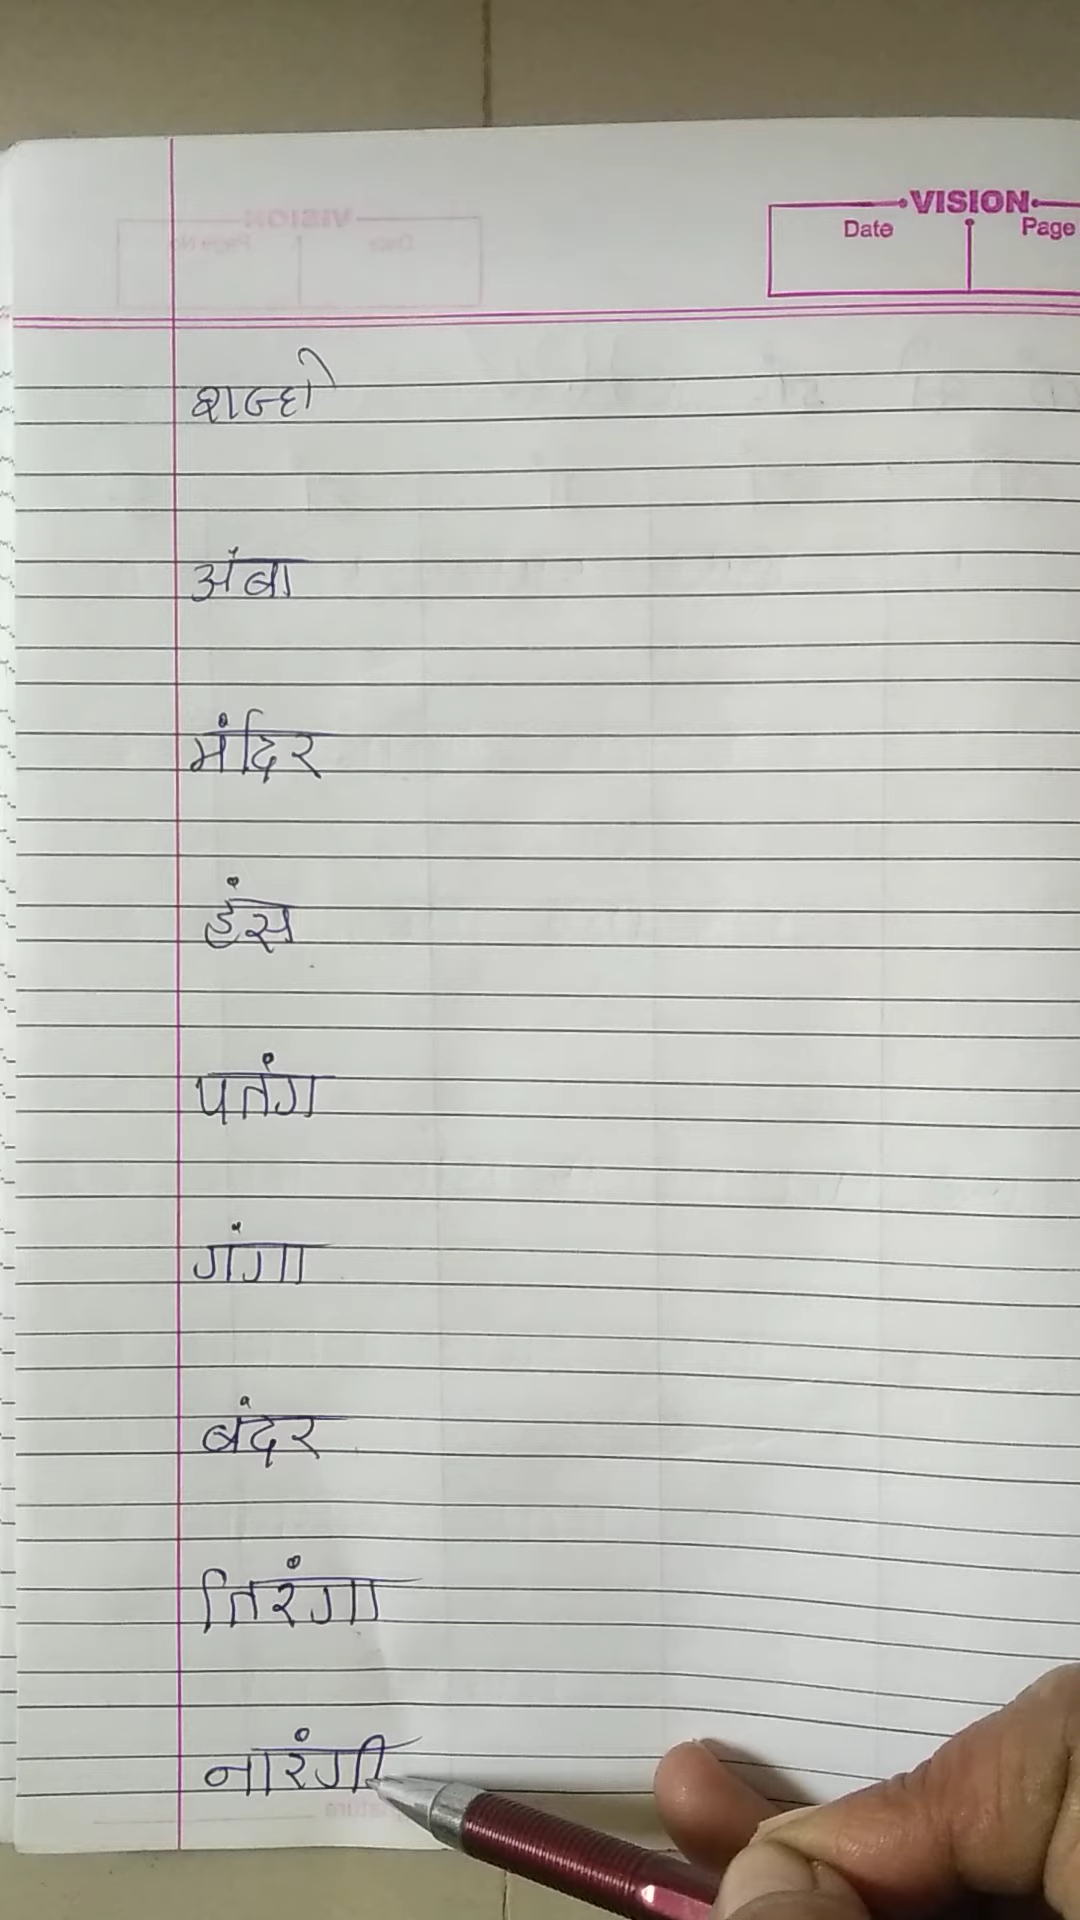 VISION
Date Page
शब्दो
अंबा
मंदिर
हंस
पतंग
गंगा
बंदर
तिरंगा
नारंगी